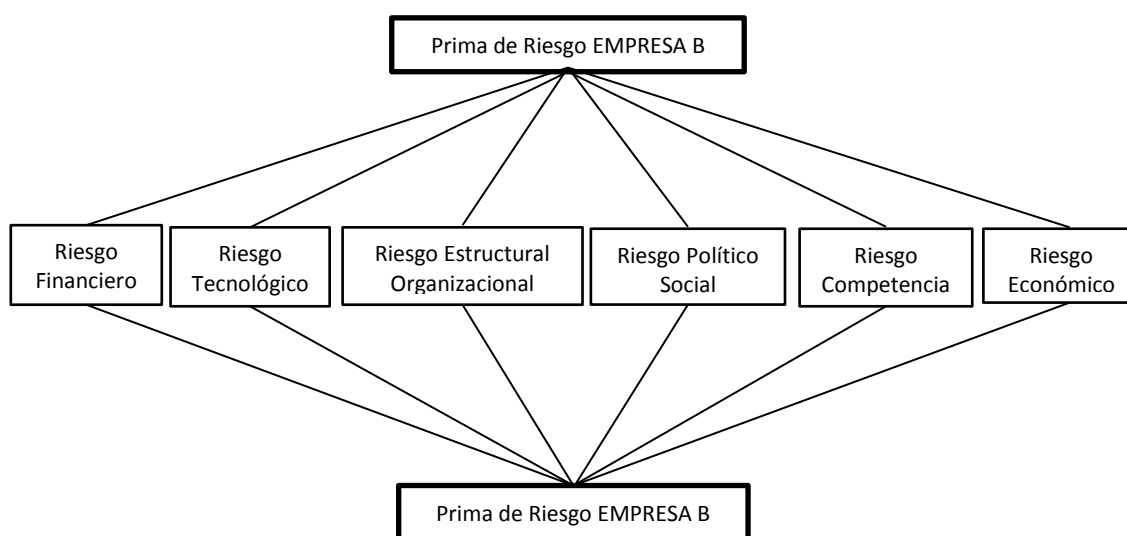 Prima de Riesgo EMPRESA B
Riesgo
Financiero
Riesgo
Tecnológico
Riesgo Estructural
Organizacional
Riesgo Político
Social
Riesgo
Competencia
Riesgo
Económico
Prima de Riesgo EMPRESA B